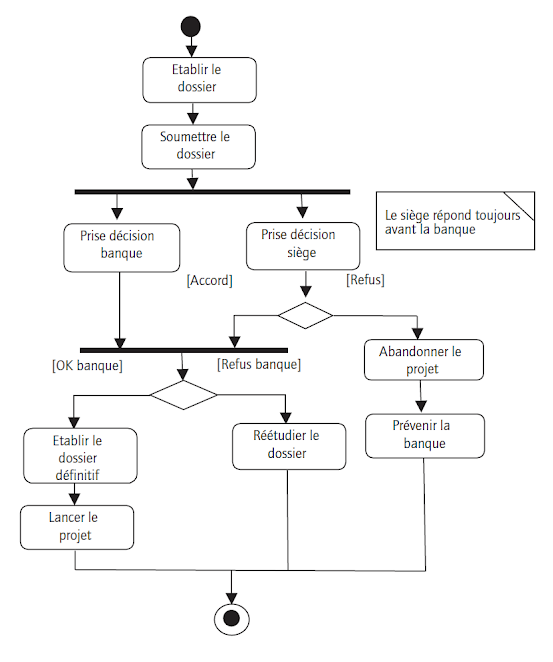 Etablir le
dossier
Soumettre le
dossier
Prise décision
banque
Prise décision
siège
Le siège répond toujours
avant la banque
[Accord]
[Refus]
[OK banque]
[Refus banque]
Abandonner le
projet
Etablir le
dossier
définitif
Réétudier le
dossier
Prévenir la
banque
Lancer le
projet